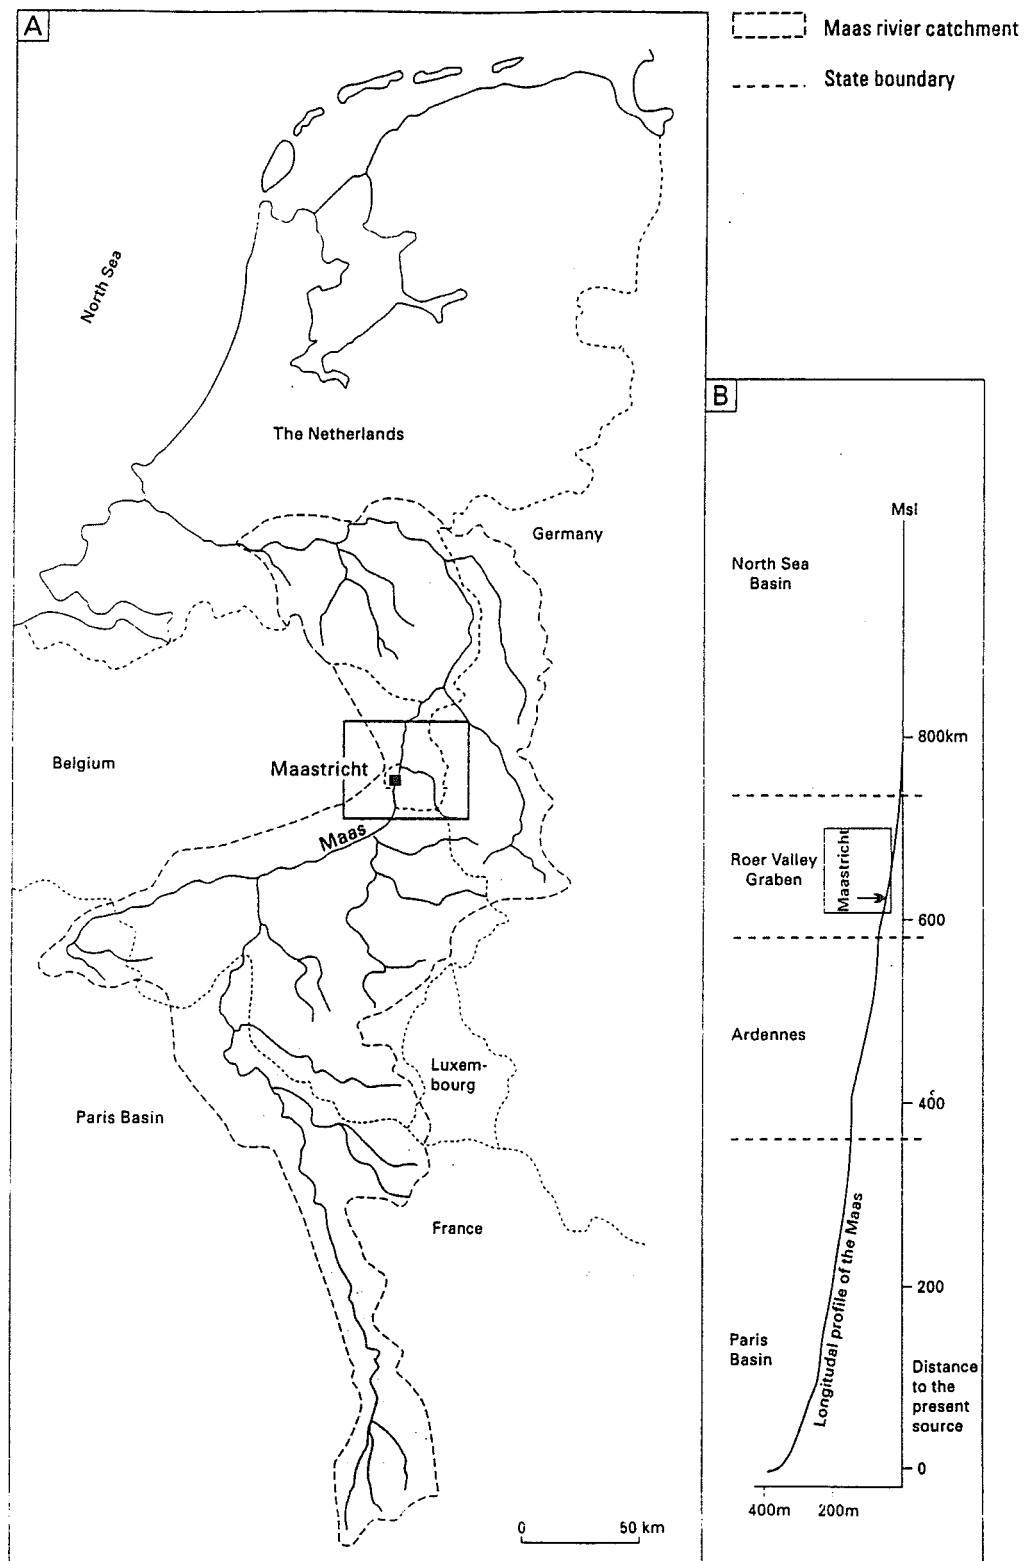 A
Maas rivier catchment
State boundary
North Sea
The Netherlands
Germany
Belgium
Maastricht
Maas
Luxem-
bourg
Paris Basin
France
0
50 km
B
Msl
North Sea
Basin
800km
Roer Valley
Graben
Maastricht
600
Ardennes
400
Longitudal profile of the Maas
200
Paris
Basin
Distance
to the
present
source
0
400m
200m